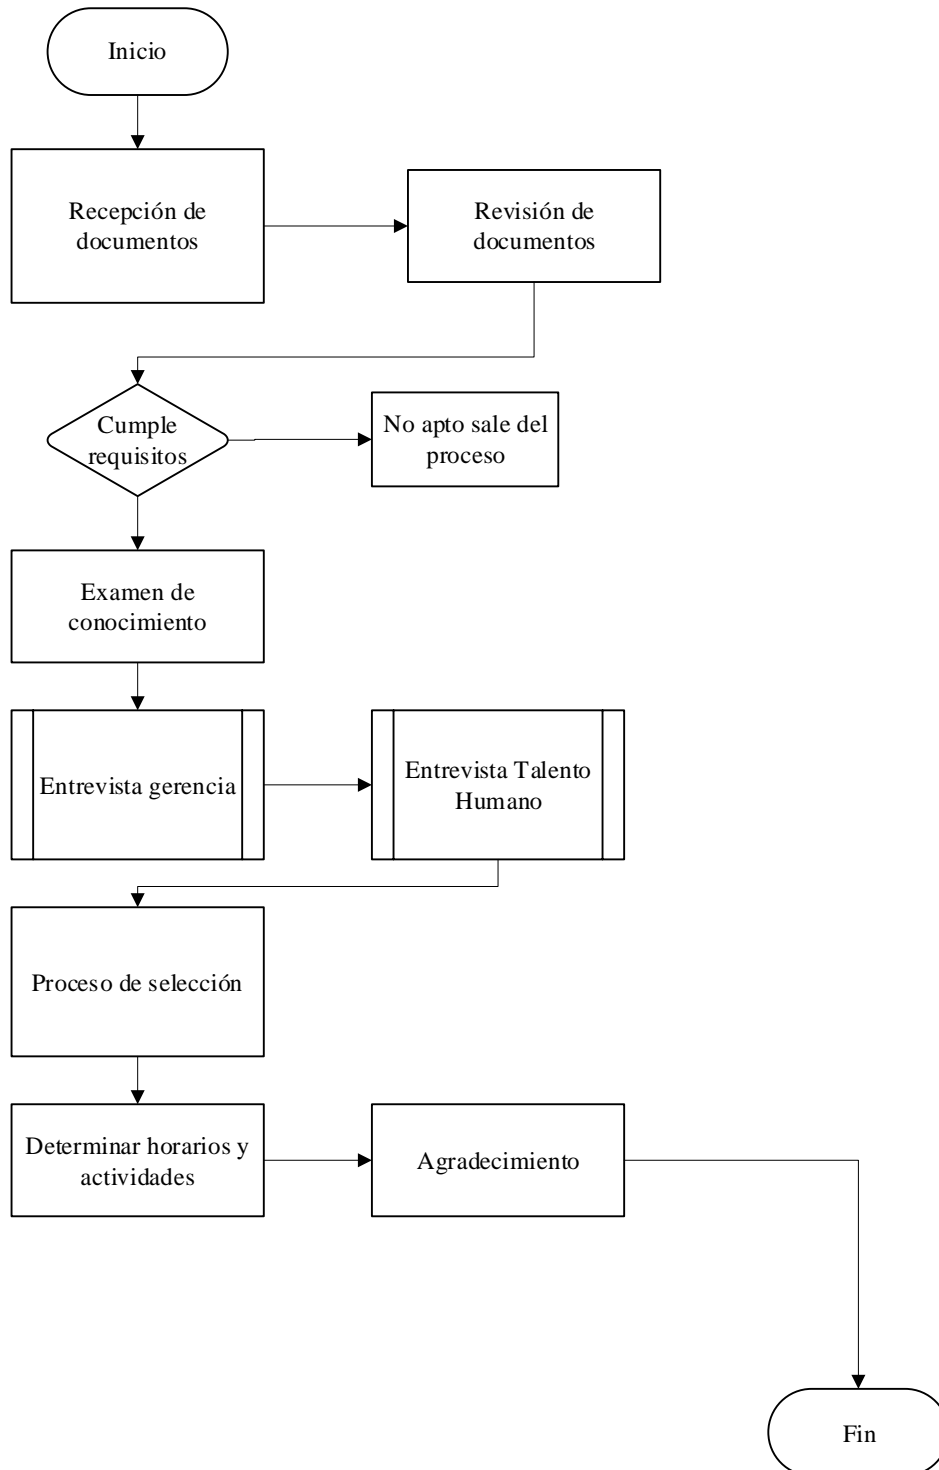 Inicio
Recepción de
documentos
Revisión de
documentos
Cumple
requisitos
No apto sale del
proceso
Examen de
conocimiento
Entrevista gerencia
Entrevista Talento
Humano
Proceso de selección
Determinar horarios y
actividades
Agradecimiento
Fin